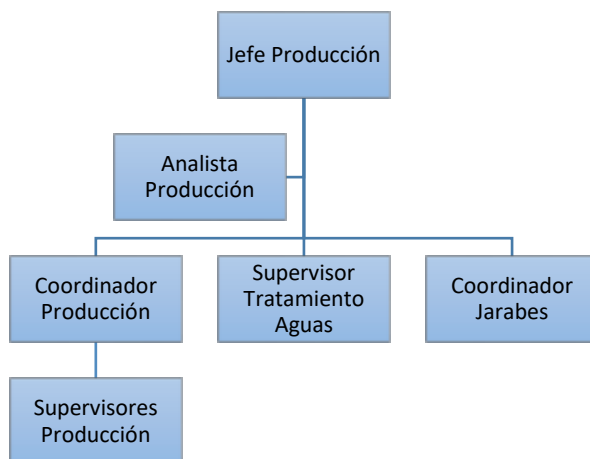 Jefe Producción
Analista
Producción
Coordinador
Producción
Supervisor
Tratamiento
Aguas
Coordinador
Jarabes
Supervisores
Producción